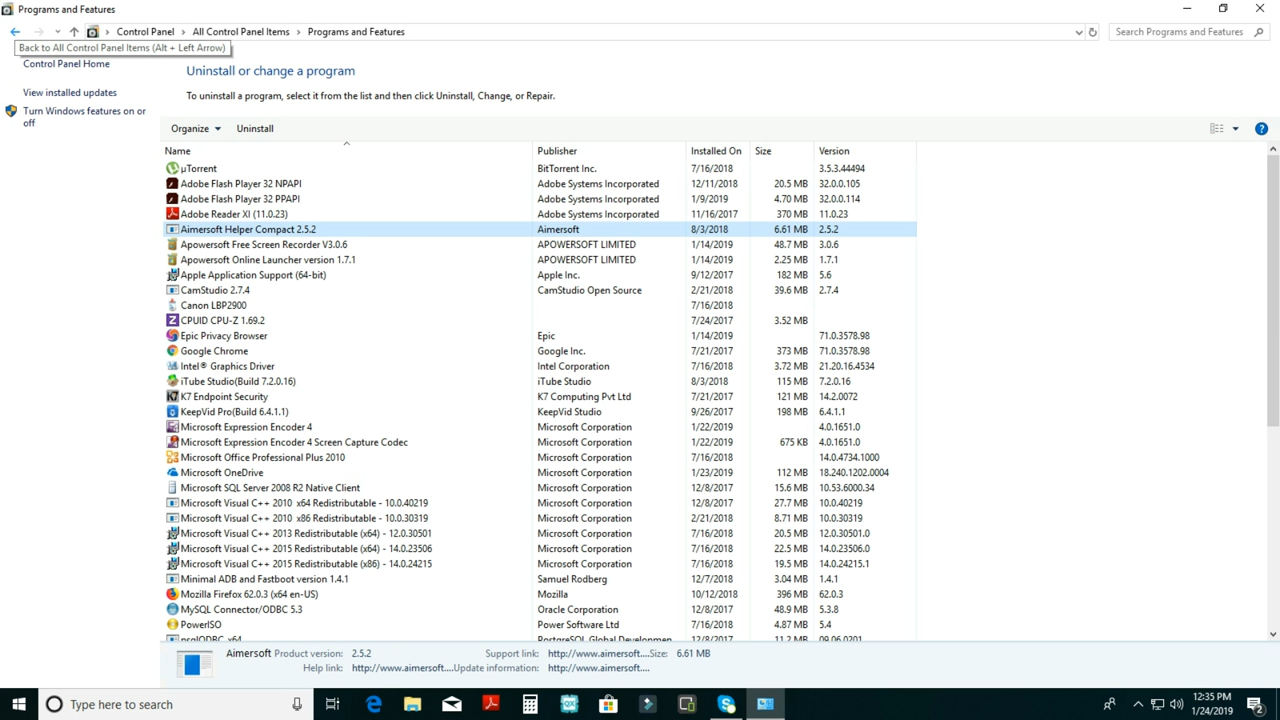 Programs and Features
Control Panel > All Control Panel Items > Programs and Features
Search Programs and Features
Back to All Control Panel Items (Alt + Left Arrow)
Control Panel Home
View installed updates
Turn Windows features on or
off
Uninstall or change a program
To uninstall a program, select it from the list and then click Uninstall, Change, or Repair.
Organize Uninstall
Name Publisher Installed On Size Version
µTorrent BitTorrent Inc. 7/16/2018 3.5.3.44494
Adobe Flash Player 32 NPAPI Adobe Systems Incorporated 12/11/2018 20.5 MB 32.0.0.105
Adobe Flash Player 32 PPAPI Adobe Systems Incorporated 1/9/2019 4.70 MB 32.0.0.114
Adobe Reader XI (11.0.23) Adobe Systems Incorporated 11/16/2017 370 MB 11.0.23
Aimersoft Helper Compact 2.5.2 Aimersoft 8/3/2018 6.61 MB 2.5.2
Apowersoft Free Screen Recorder V3.0.6 APOWERSOFT LIMITED 1/14/2019 48.7 MB 3.0.6
Apowersoft Online Launcher version 1.7.1 APOWERSOFT LIMITED 1/14/2019 2.25 MB 1.7.1
Apple Application Support (64-bit) Apple Inc. 9/12/2017 182 MB 5.6
CamStudio 2.7.4 CamStudio Open Source 2/21/2018 39.6 MB 2.7.4
Canon LBP2900 7/16/2018
CPUID CPU-Z 1.69.2 7/24/2017 3.52 MB
Epic Privacy Browser Epic 1/14/2019 71.0.3578.98
Google Chrome Google Inc. 7/21/2017 373 MB 71.0.3578.98
Intel® Graphics Driver Intel Corporation 7/16/2018 3.72 MB 21.20.16.4534
iTube Studio(Build 7.2.0.16) iTube Studio 8/3/2018 115 MB 7.2.0.16
K7 Endpoint Security K7 Computing Pvt Ltd 7/21/2017 121 MB 14.2.0072
KeepVid Pro(Build 6.4.1.1) KeepVid Studio 9/26/2017 198 MB 6.4.1.1
Microsoft Expression Encoder 4 Microsoft Corporation 1/22/2019 4.0.1651.0
Microsoft Expression Encoder 4 Screen Capture Codec Microsoft Corporation 1/22/2019 675 KB 4.0.1651.0
Microsoft Office Professional Plus 2010 Microsoft Corporation 7/16/2018 14.0.4734.1000
Microsoft OneDrive Microsoft Corporation 1/23/2019 112 MB 18.240.1202.0004
Microsoft SQL Server 2008 R2 Native Client Microsoft Corporation 12/8/2017 15.6 MB 10.53.6000.34
Microsoft Visual C++ 2010 x64 Redistributable - 10.0.40219 Microsoft Corporation 12/8/2017 27.7 MB 10.0.40219
Microsoft Visual C++ 2010 x86 Redistributable - 10.0.30319 Microsoft Corporation 2/21/2018 8.71 MB 10.0.30319
Microsoft Visual C++ 2013 Redistributable (x64) - 12.0.30501 Microsoft Corporation 7/16/2018 20.5 MB 12.0.30501.0
Microsoft Visual C++ 2015 Redistributable (x64) - 14.0.23506 Microsoft Corporation 7/16/2018 22.5 MB 14.0.23506.0
Microsoft Visual C++ 2015 Redistributable (x86) - 14.0.24215 Microsoft Corporation 7/16/2018 19.5 MB 14.0.24215.1
Minimal ADB and Fastboot version 1.4.1 Samuel Rodberg 12/7/2018 3.04 MB 1.4.1
Mozilla Firefox 62.0.3 (x64 en-US) Mozilla 10/12/2018 396 MB 62.0.3
MySQL Connector/ODBC 5.3 Oracle Corporation 12/8/2017 48.9 MB 5.3.8
PowerISO Power Software Ltd 7/16/2018 4.87 MB 5.4
psqlODBC_x64 PostgreSQL Global Developmen... 12/8/2017 11.2 MB 09.06.0201
Aimersoft Product version: 2.5.2 Support link: http://www.aimersoft.... Size: 6.61 MB
Help link: http://www.aimersoft.... Update information: http://www.aimersoft....
Type here to search
12:35 PM
1/24/2019
2